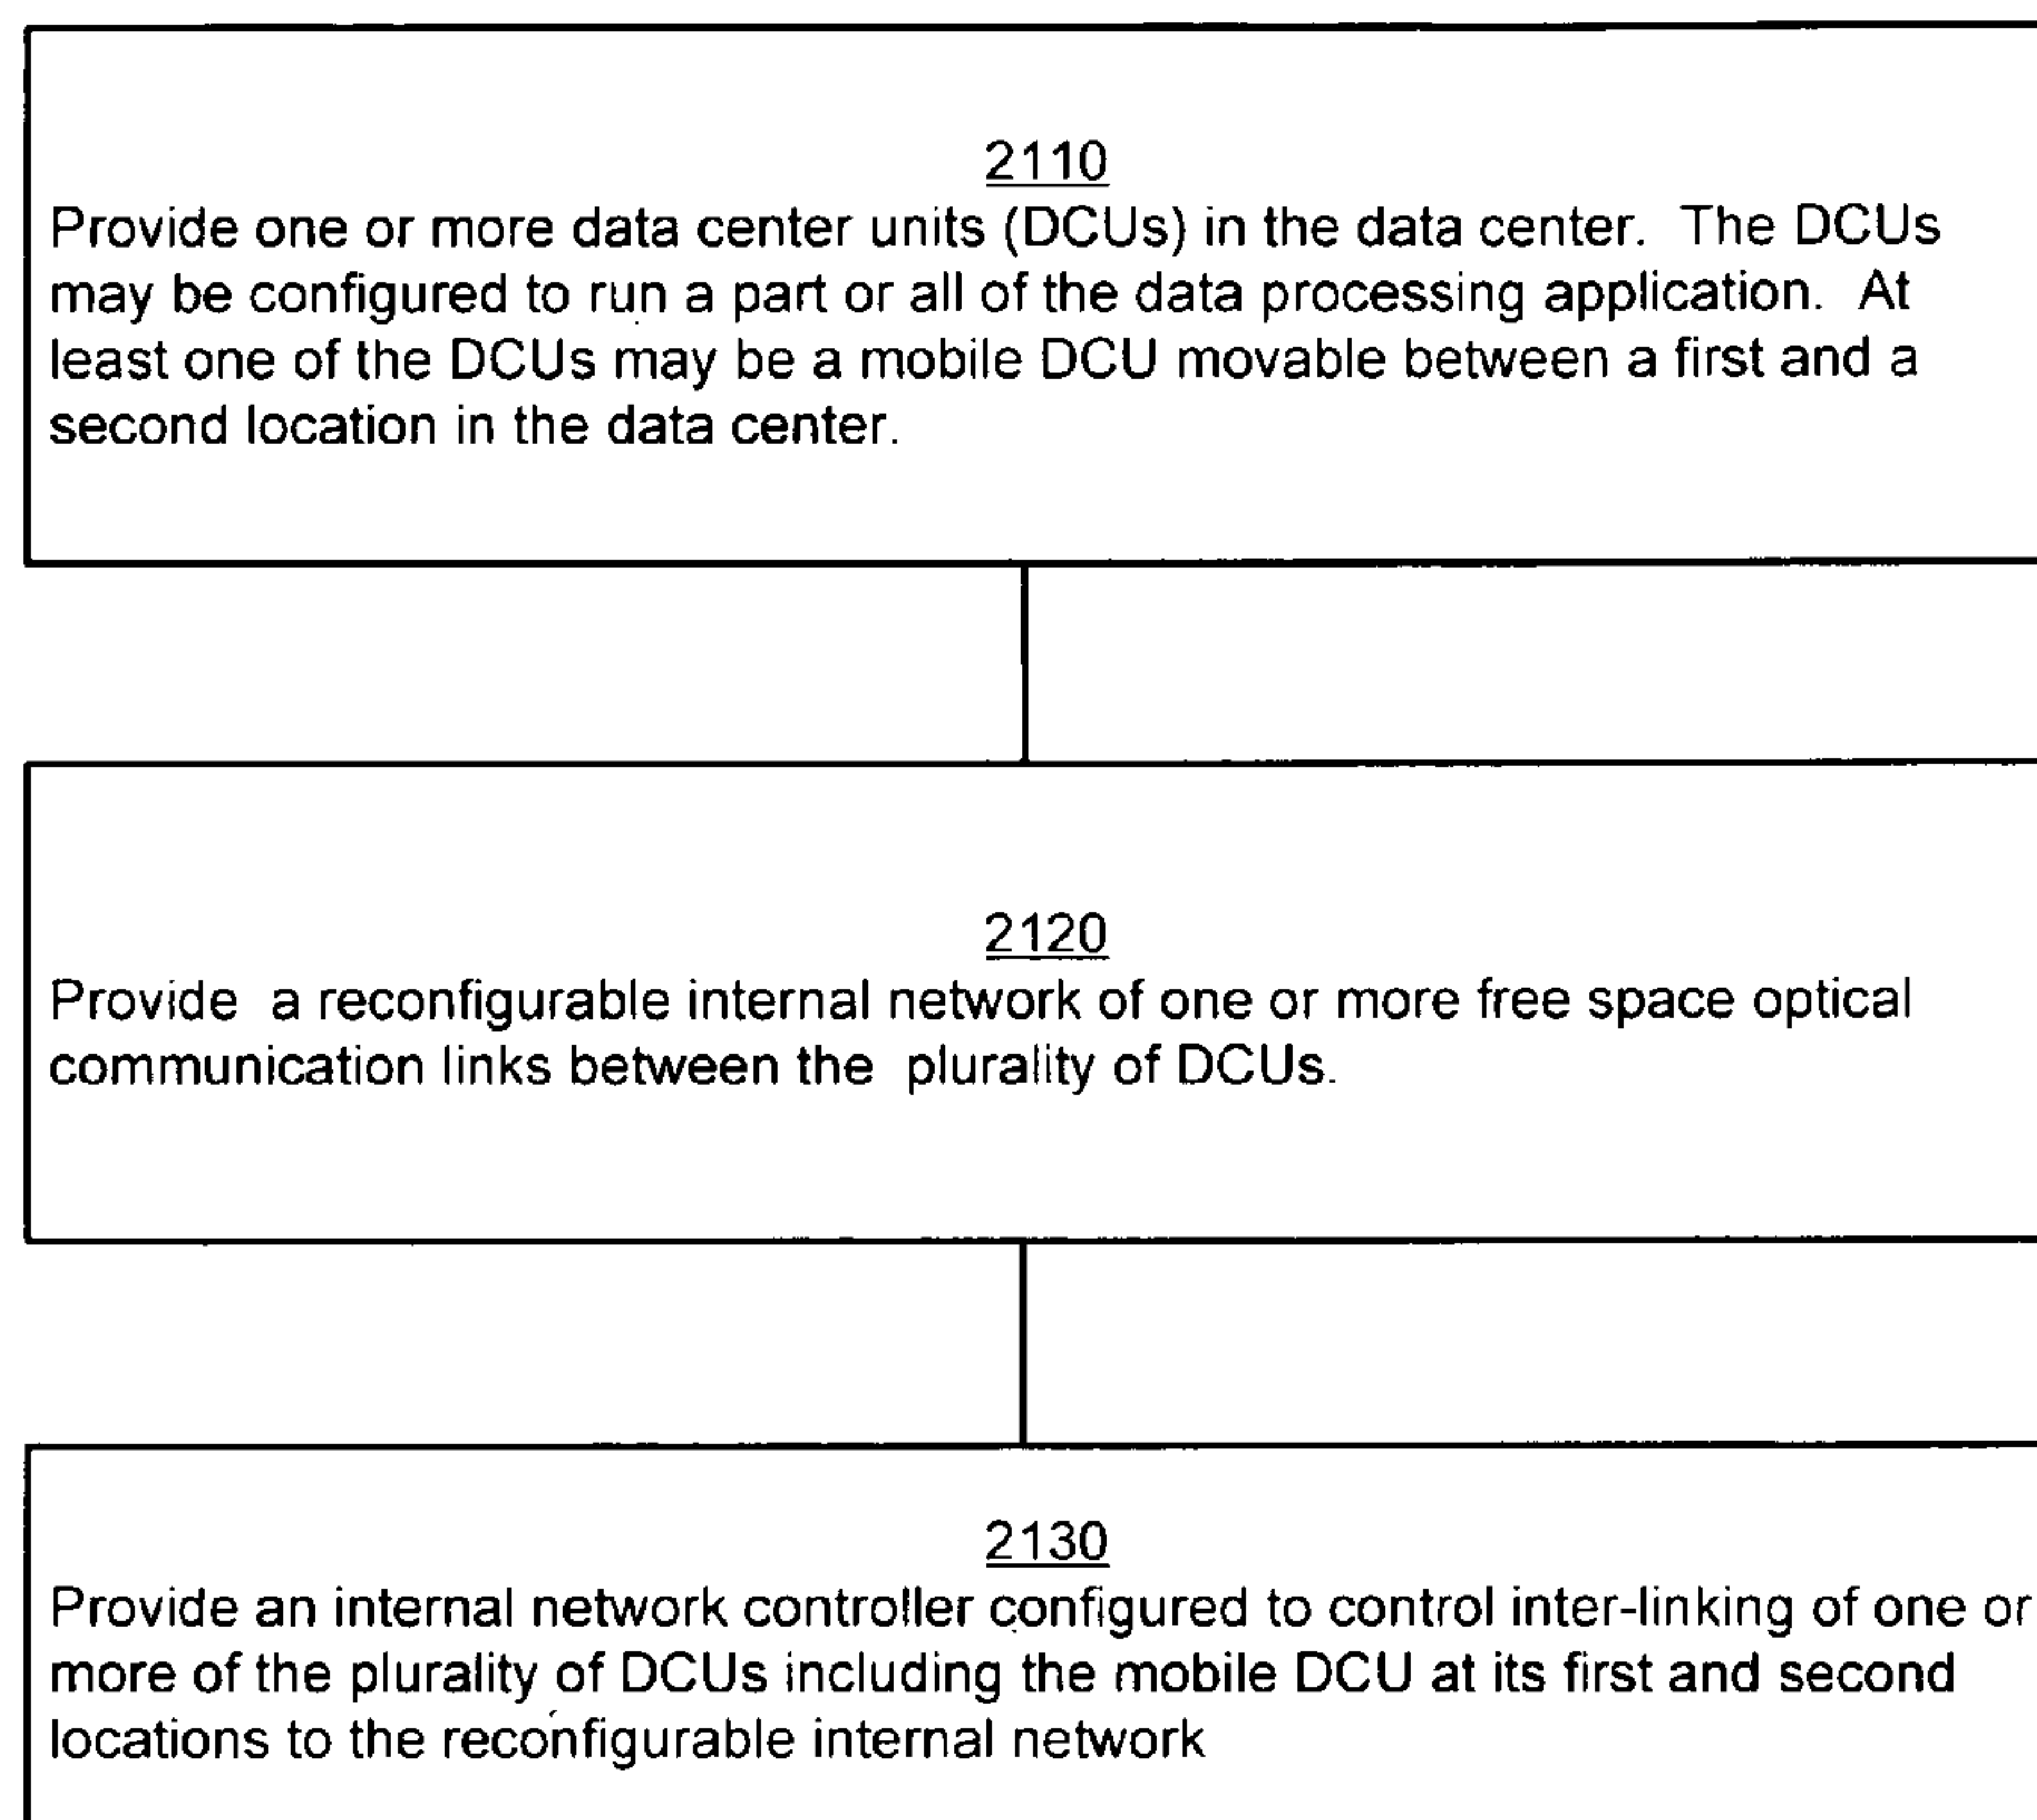 2110
Provide one or more data center units (DCUs) in the data center. The DCUs
may be configured to run a part or all of the data processing application. At
least one of the DCUs may be a mobile DCU movable between a first and a
second location in the data center.
2120
Provide a reconfigurable internal network of one or more free space optical
communication links between the plurality of DCUs.
2130
Provide an internal network controller configured to control inter-linking of one or
more of the plurality of DCUs including the mobile DCU at its first and second
locations to the reconfigurable internal network